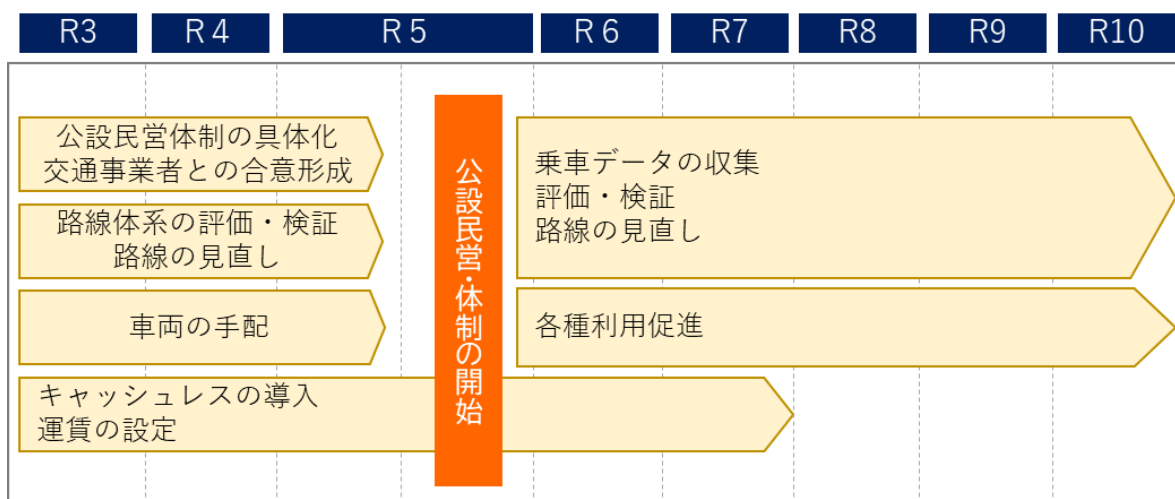 R3
R４
R５
R６
R7
R8
R9
R10
公設民営体制の具体化
交通事業者との合意形成
路線体系の評価・検証
路線の見直し
車両の手配
キャッシュレスの導入
運賃の設定
公設民営・体制の開始
乗車データの収集
評価・検証
路線の見直し
各種利用促進